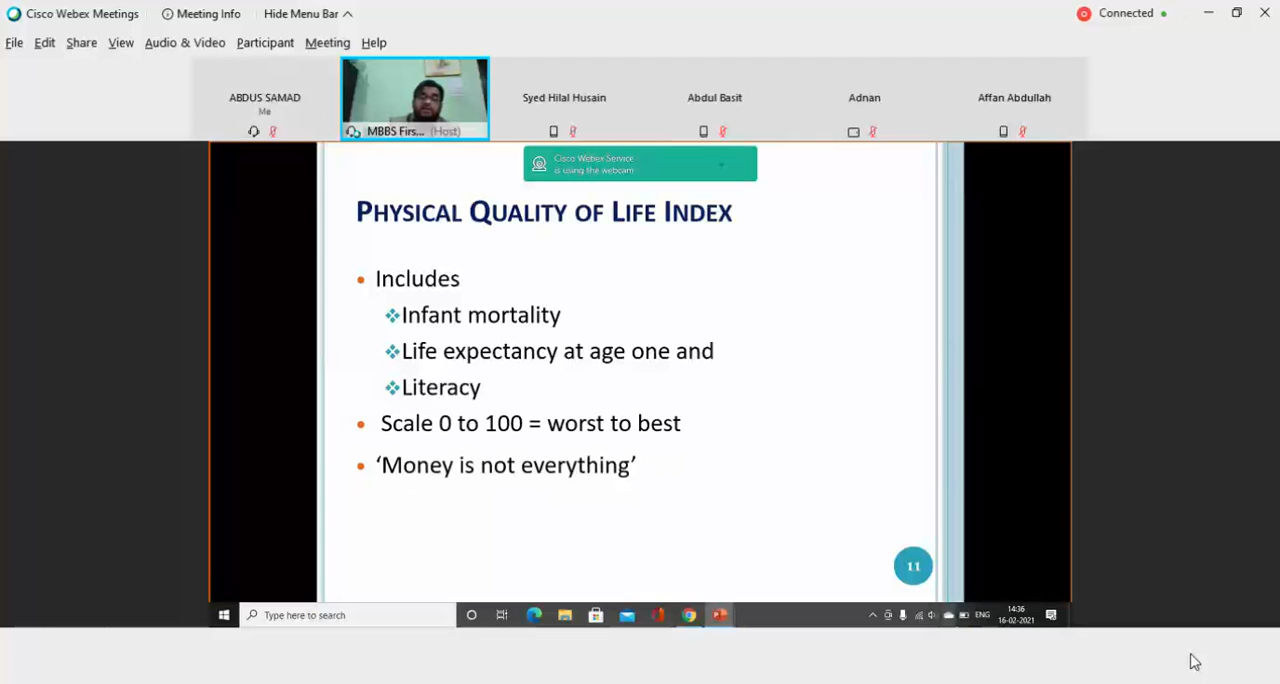 Cisco Webex Meetings Meeting Info Hide Menu Bar Connected
File Edit Share View Audio & Video Participant Meeting Help
ABDUS SAMAD
Me
MBBS Firs... (Host)
Syed Hilal Husain
Abdul Basit
Adnan
Affan Abdullah
Cisco Webex Service
is using the webcam
PHYSICAL QUALITY OF LIFE INDEX
• Includes
❖Infant mortality
❖Life expectancy at age one and
❖Literacy
• Scale 0 to 100 = worst to best
• ‘Money is not everything’
11
Type here to search
ENG
14:36
16-02-2021